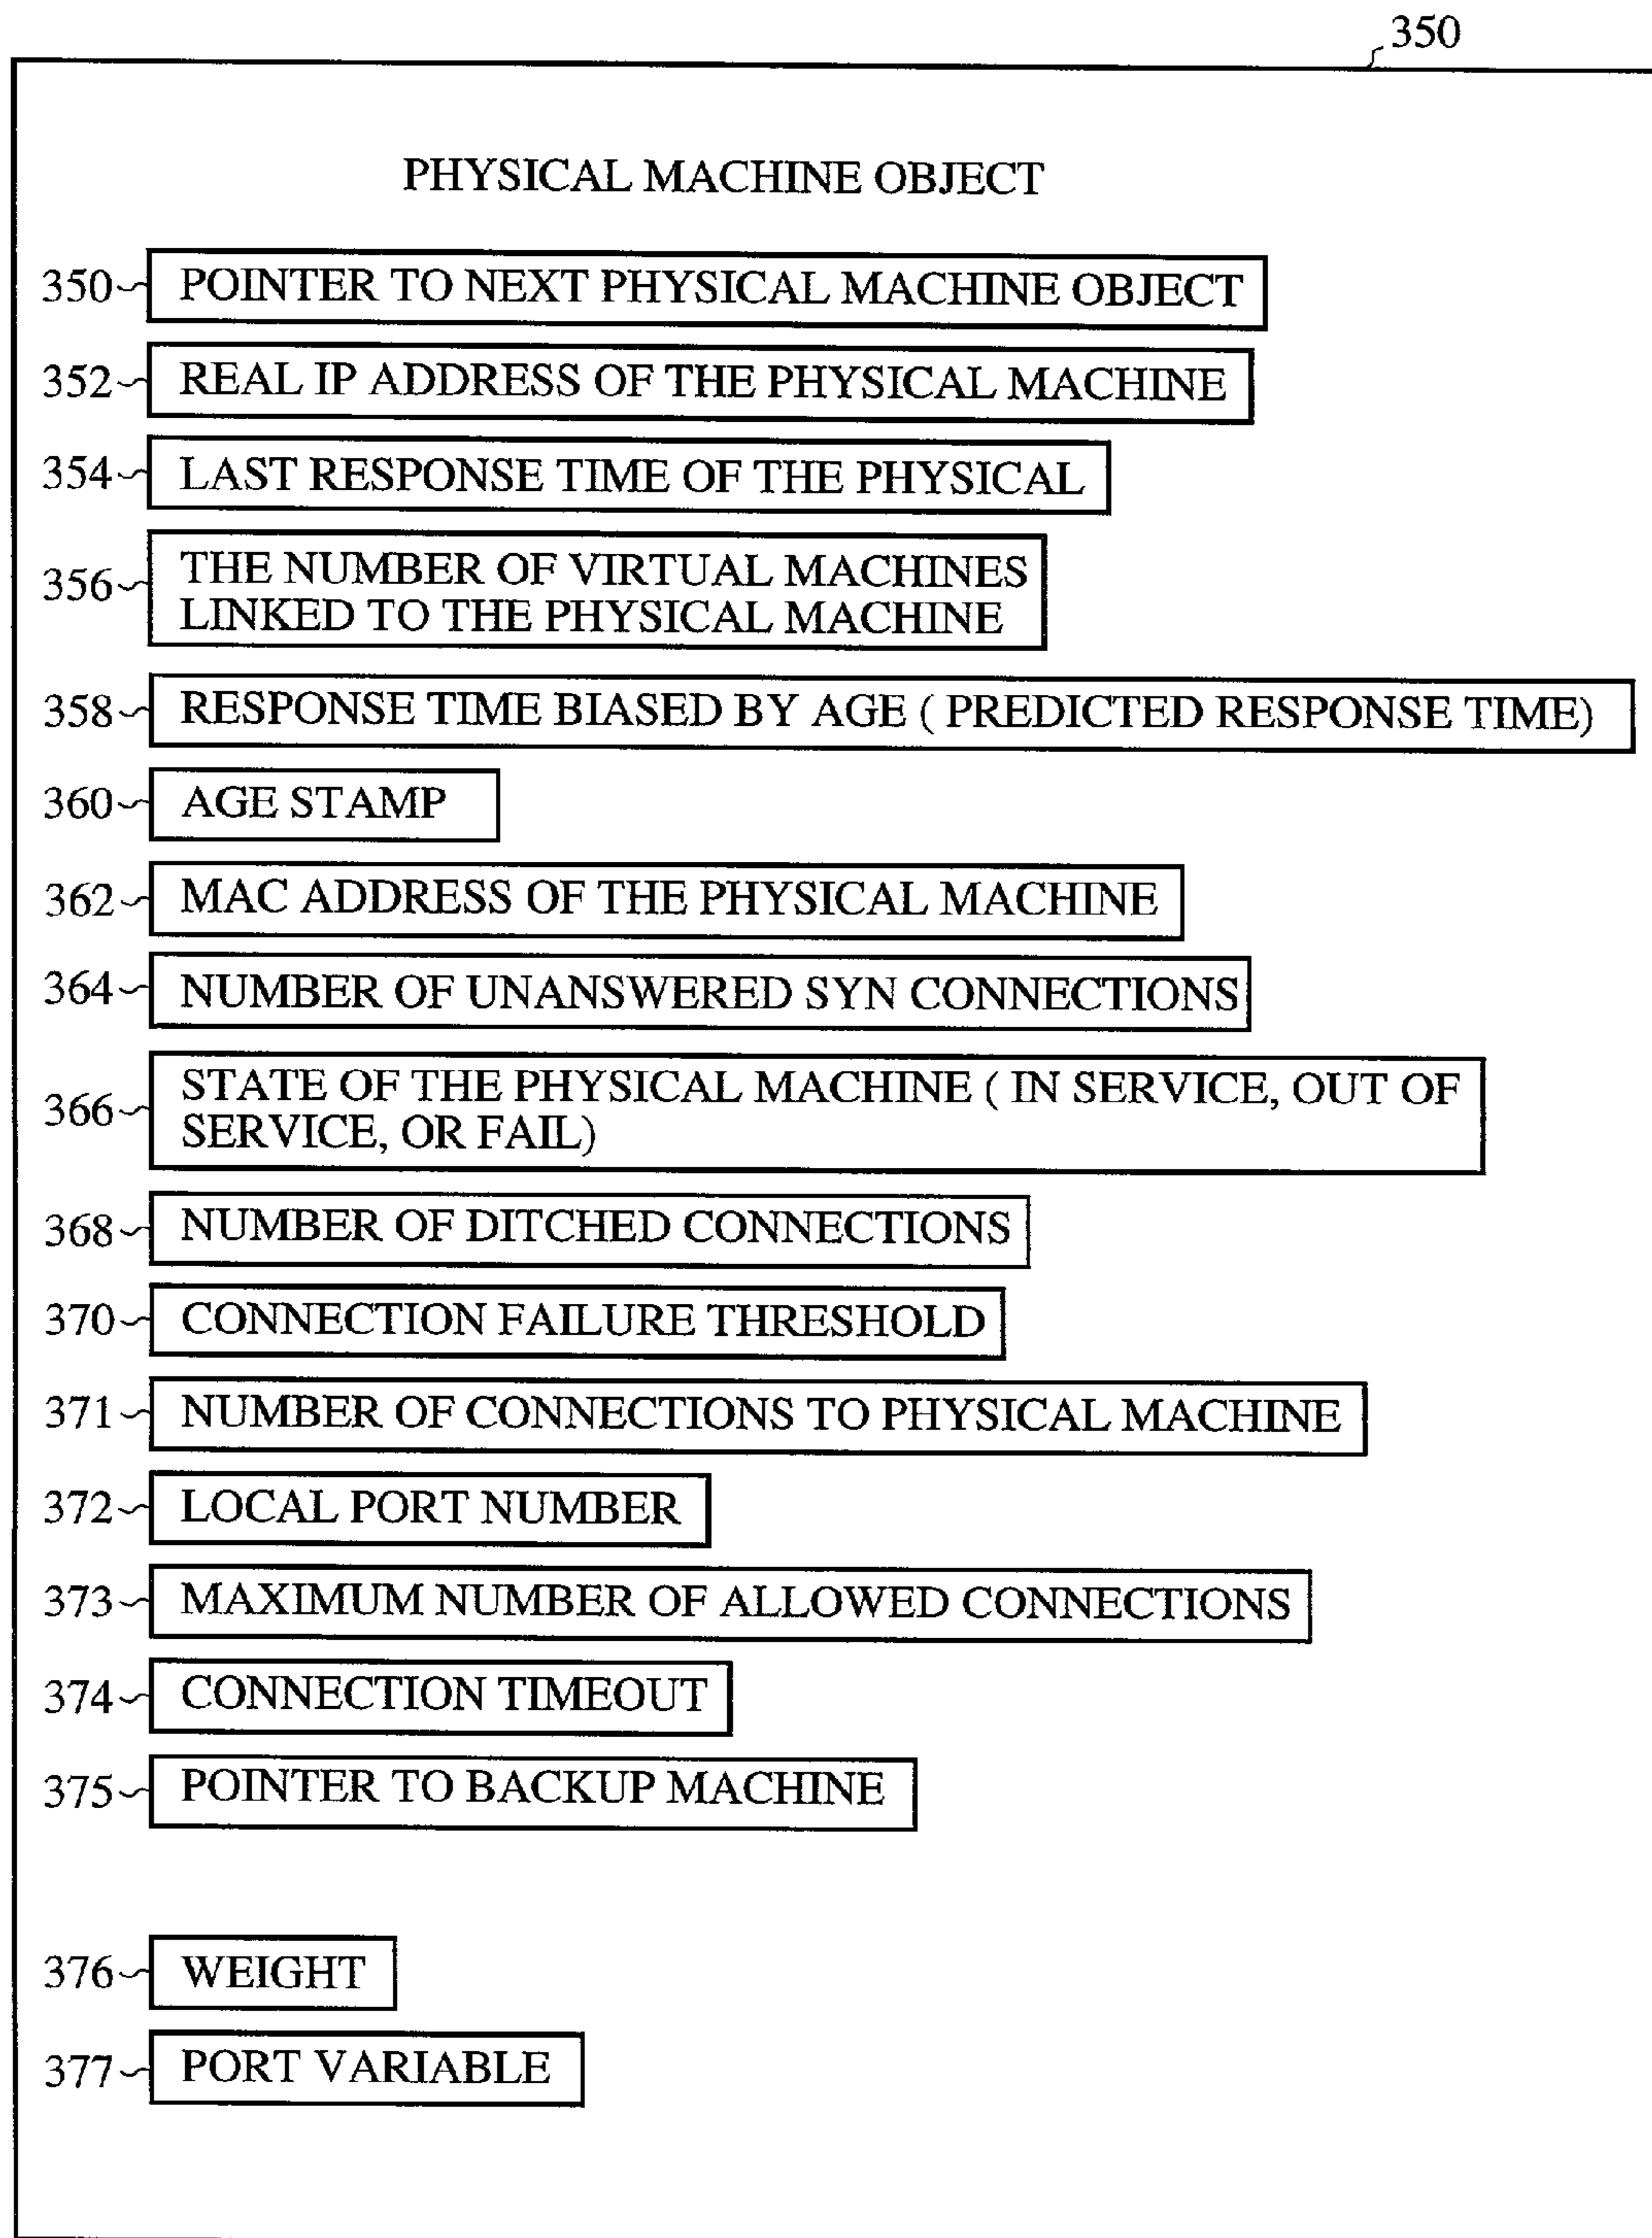 350
PHYSICAL MACHINE OBJECT
350 POINTER TO NEXT PHYSICAL MACHINE OBJECT
352 REAL IP ADDRESS OF THE PHYSICAL MACHINE
354 LAST RESPONSE TIME OF THE PHYSICAL
356 THE NUMBER OF VIRTUAL MACHINES
LINKED TO THE PHYSICAL MACHINE
358 RESPONSE TIME BIASED BY AGE ( PREDICTED RESPONSE TIME)
360 AGE STAMP
362 MAC ADDRESS OF THE PHYSICAL MACHINE
364 NUMBER OF UNANSWERED SYN CONNECTIONS
366 STATE OF THE PHYSICAL MACHINE ( IN SERVICE, OUT OF
SERVICE, OR FAIL)
368 NUMBER OF DITCHED CONNECTIONS
370 CONNECTION FAILURE THRESHOLD
371 NUMBER OF CONNECTIONS TO PHYSICAL MACHINE
372 LOCAL PORT NUMBER
373 MAXIMUM NUMBER OF ALLOWED CONNECTIONS
374 CONNECTION TIMEOUT
375 POINTER TO BACKUP MACHINE
376 WEIGHT
377 PORT VARIABLE